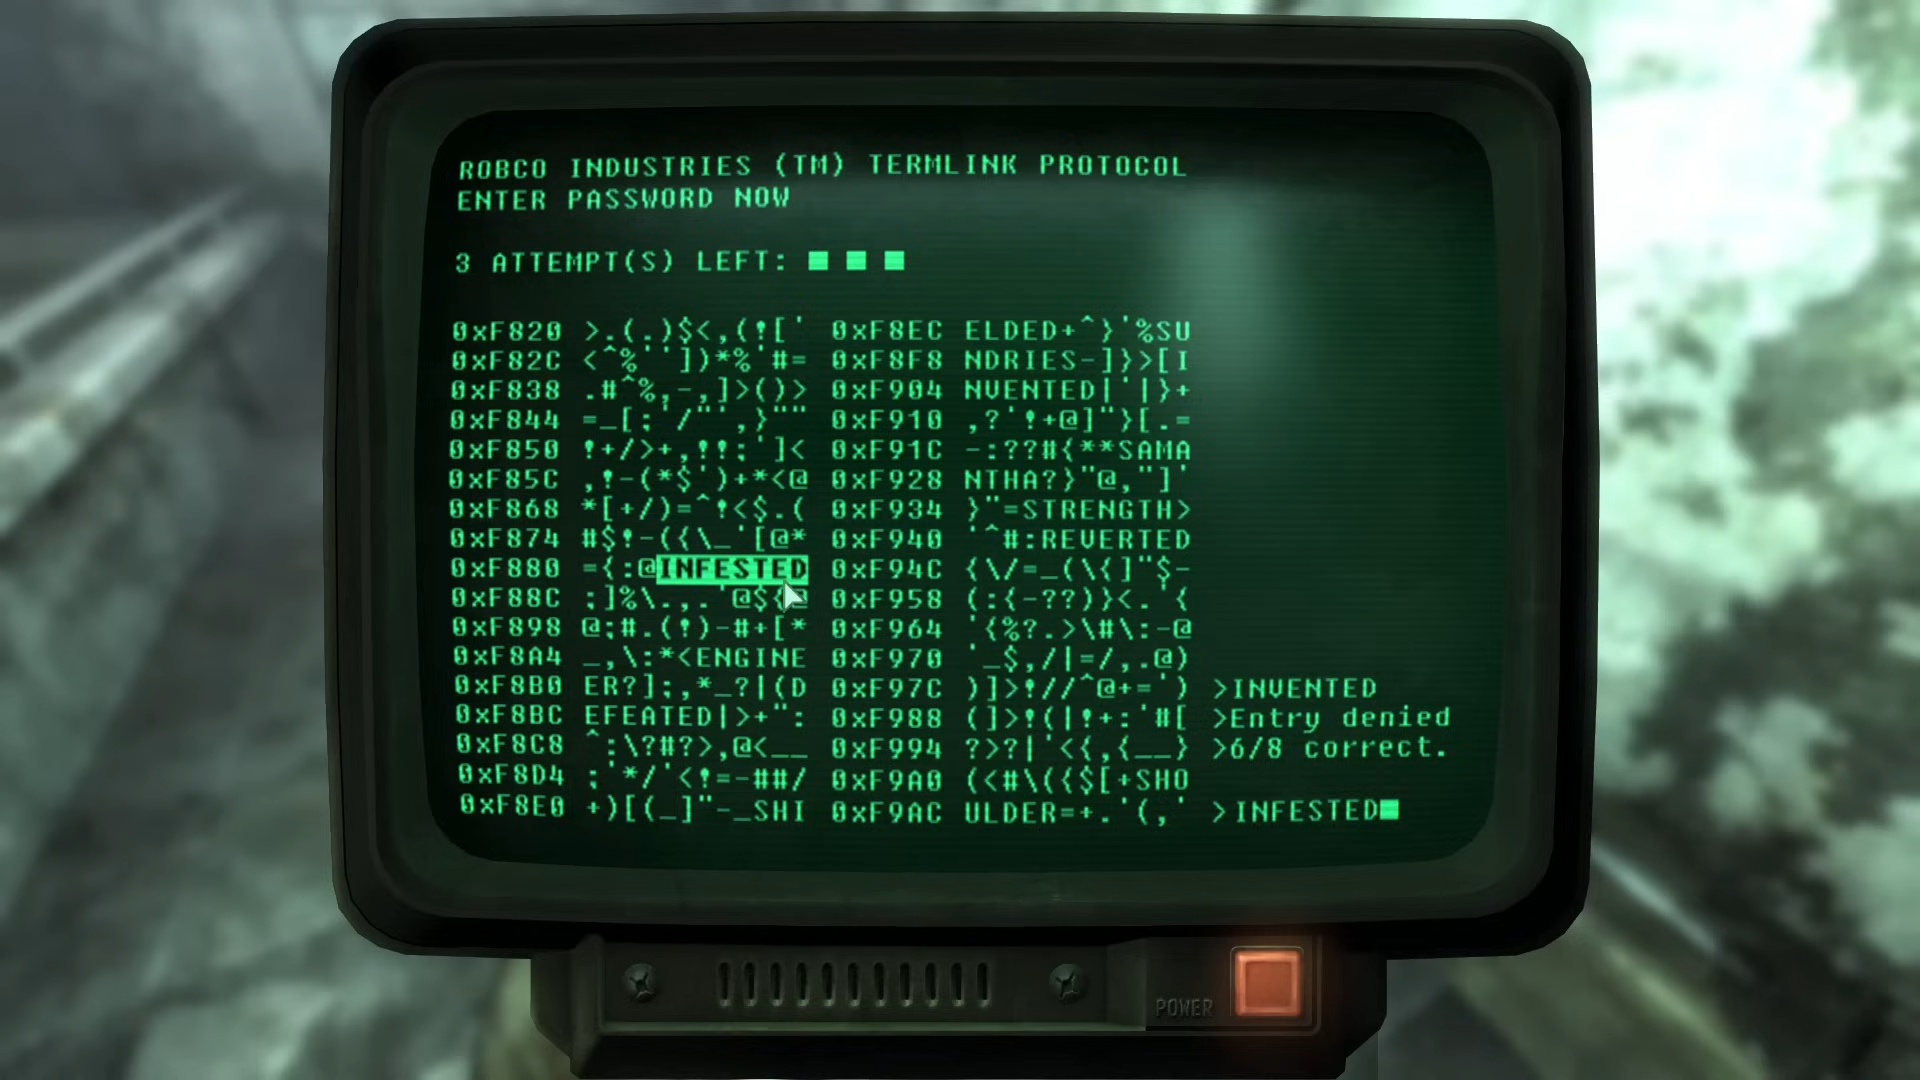 ROBCO INDUSTRIES (TM) TERMLINK PROTOCOL
ENTER PASSWORD NOW
3 ATTEMPT(S) LEFT: ■ ■ ■
0xF820 >.(.)$<,(![' 0xF8EC ELDED+^}'%SU
0xF82C <^%''])*%'#= 0xF8F8 NDRIES-]}>[I
0xF838 .#^%,-,]>()> 0xF904 NVENTED|'|}+
0xF844 =_[;'/"',}"" 0xF910 ,?'!+@]"}[.=
0xF850 !+/>+,!!:']< 0xF91C -:??#{**SAMA
0xF85C ,!-(*$')+*<@ 0xF928 NTHA?}"@,"]'
0xF868 *[+/)=^!<$.( 0xF934 }"=STRENGTH>
0xF874 #$!-({\_'[@* 0xF940 '^#:REVERTED
0xF880 ={:@INFESTED 0xF94C {\/=_(\{]"$-
0xF88C ;]%\.,.'@${@ 0xF958 (:{-??)}<.'{
0xF898 @;#.(!)-#+[* 0xF964 '{%?.>\#\:-@
0xF8A4 _,\:*<ENGINE 0xF970 '_$,/|=/,.@)
0xF8B0 ER?];,*_?|(D 0xF97C )]>!//^@+=') >INVENTED
0xF8BC EFEATED|>+": 0xF988 (]>!(|!+:'#[ >Entry denied
0xF8C8 ^:\?#?>,@<__ 0xF994 ?>?|'<{,{__} >6/8 correct.
0xF8D4 ;'*/'<!=-##/ 0xF9A0 (<#\({$[+SHO
0xF8E0 +)[(_]"-_SHI 0xF9AC ULDER=+.'(,' >INFESTED■
POWER